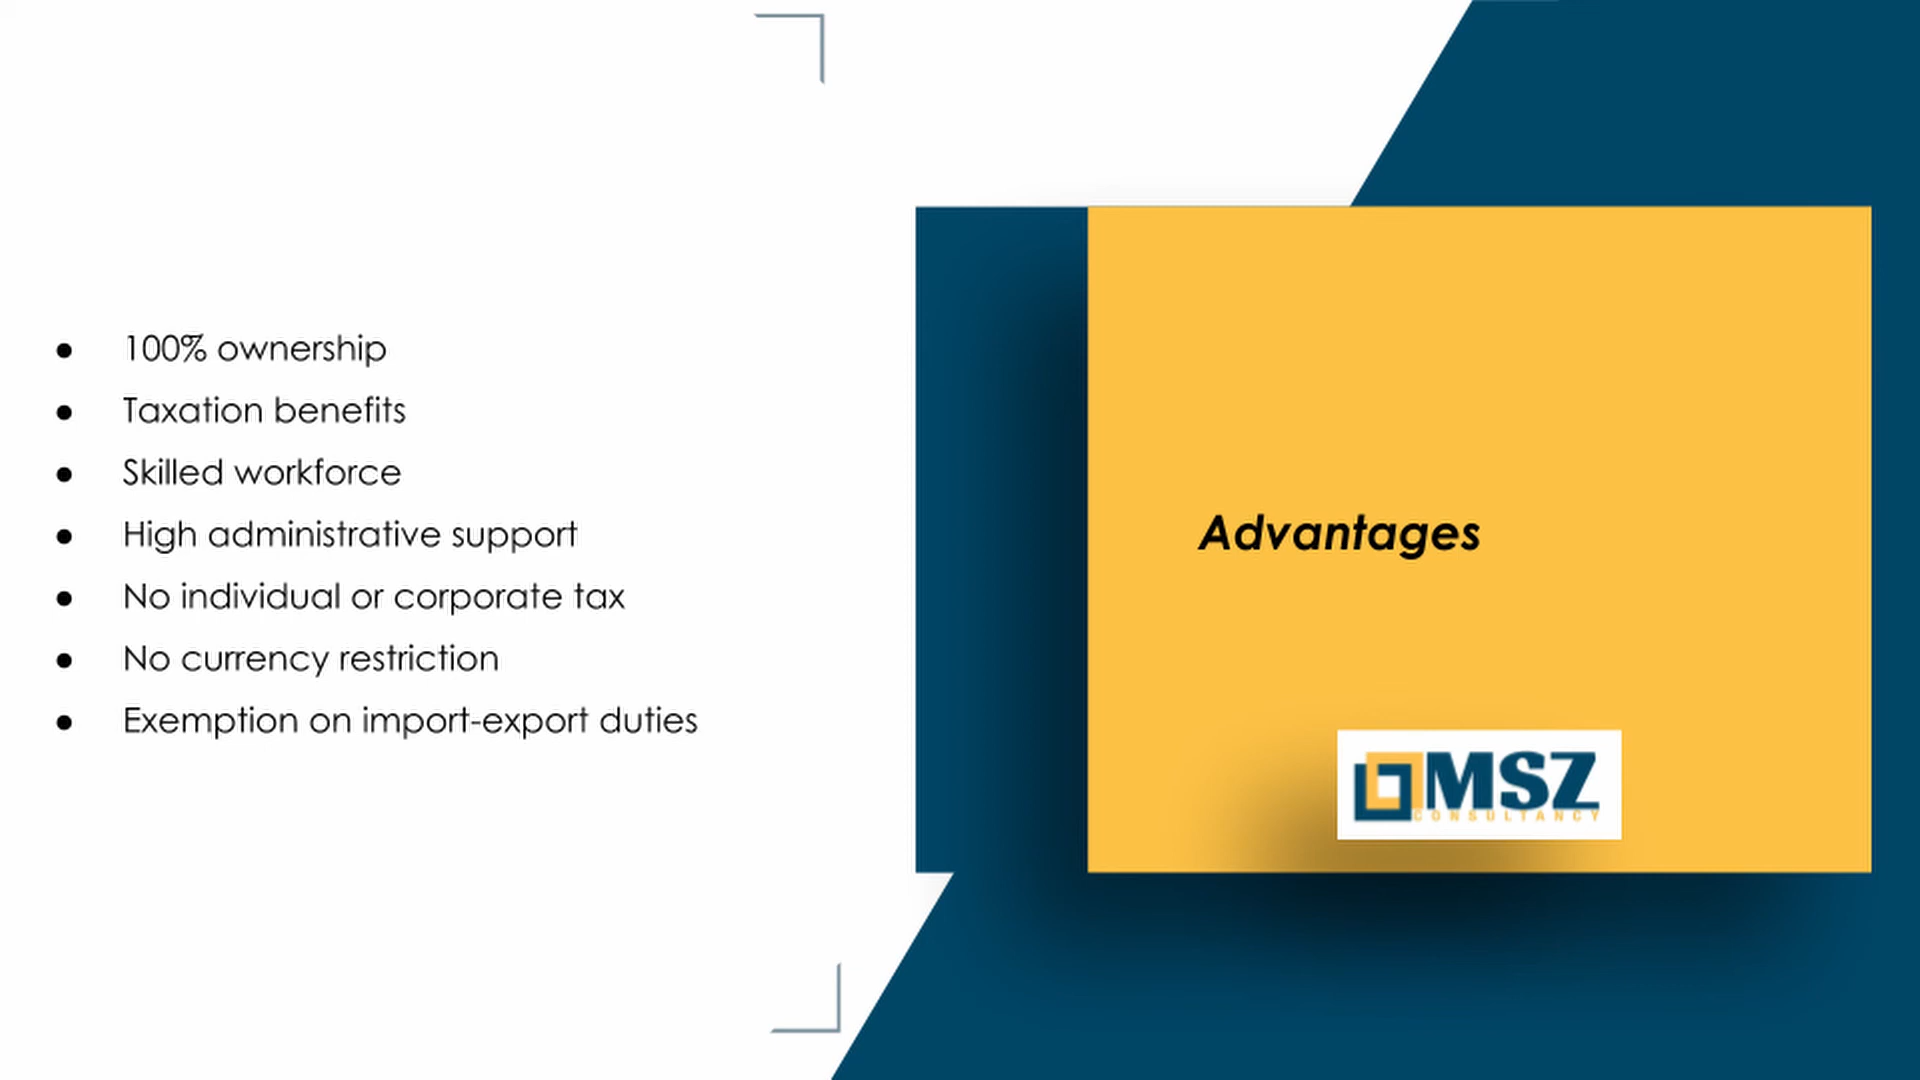 ● 100% ownership
● Taxation benefits
● Skilled workforce
● High administrative support
● No individual or corporate tax
● No currency restriction
● Exemption on import-export duties
Advantages
MSZ
CONSULTANCY